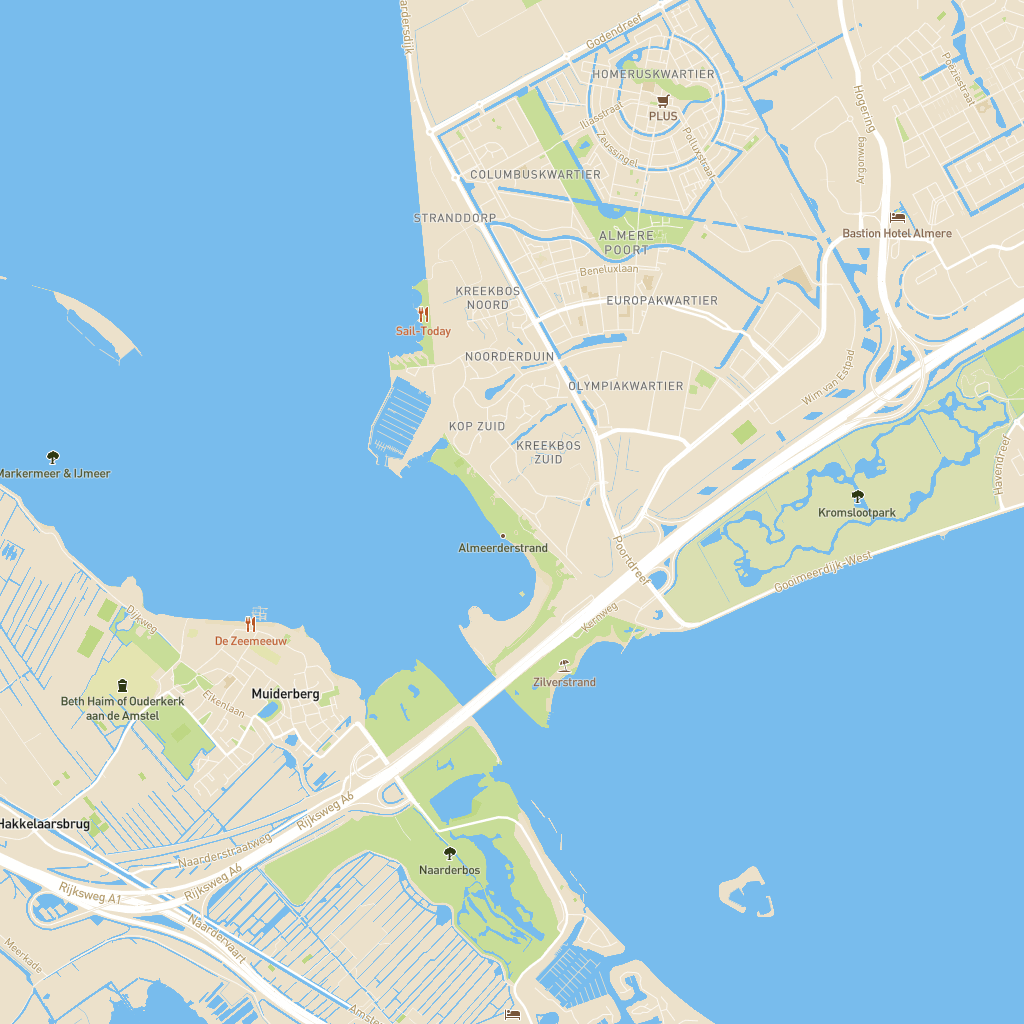 aardersdijk
Godendreef
HOMERUSKWARTIER
PLUS
Iliasstraat
Zeussingel
Polluxstraat
Poëziestraat
Hogering
Argonweg
COLUMBUSKWARTIER
STRANDDORP
Bastion Hotel Almere
ALMERE
POORT
Beneluxlaan
KREEKBOS
NOORD
EUROPAKWARTIER
Sail-Today
NOORDERDUIN
OLYMPIAKWARTIER
Wim van Estpad
KOP ZUID
KREEKBOS
ZUID
Havendreef
Markermeer & IJmeer
Kromslootpark
Almeerderstrand
Poortdreef
Gooimeerdijk-West
Kernweg
Dijkweg
De Zeemeeuw
Zilverstrand
Muiderberg
Eikenlaan
Beth Haim of Ouderkerk
aan de Amstel
Rijksweg A6
Hakkelaarsbrug
Naarderstraatweg
Naarderbos
Rijksweg A6
Rijksweg A1
Naardervaart
Meerkade
Amste